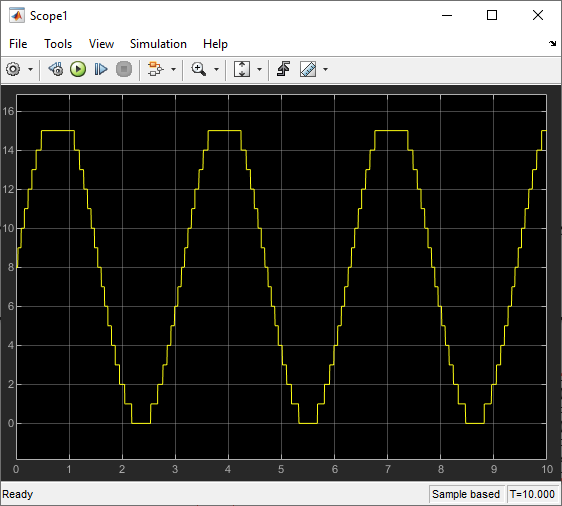 Scope1
File Tools View Simulation Help
16
14
12
10
8
6
4
2
0
0 1 2 3 4 5 6 7 8 9 10
Ready Sample based T=10.000